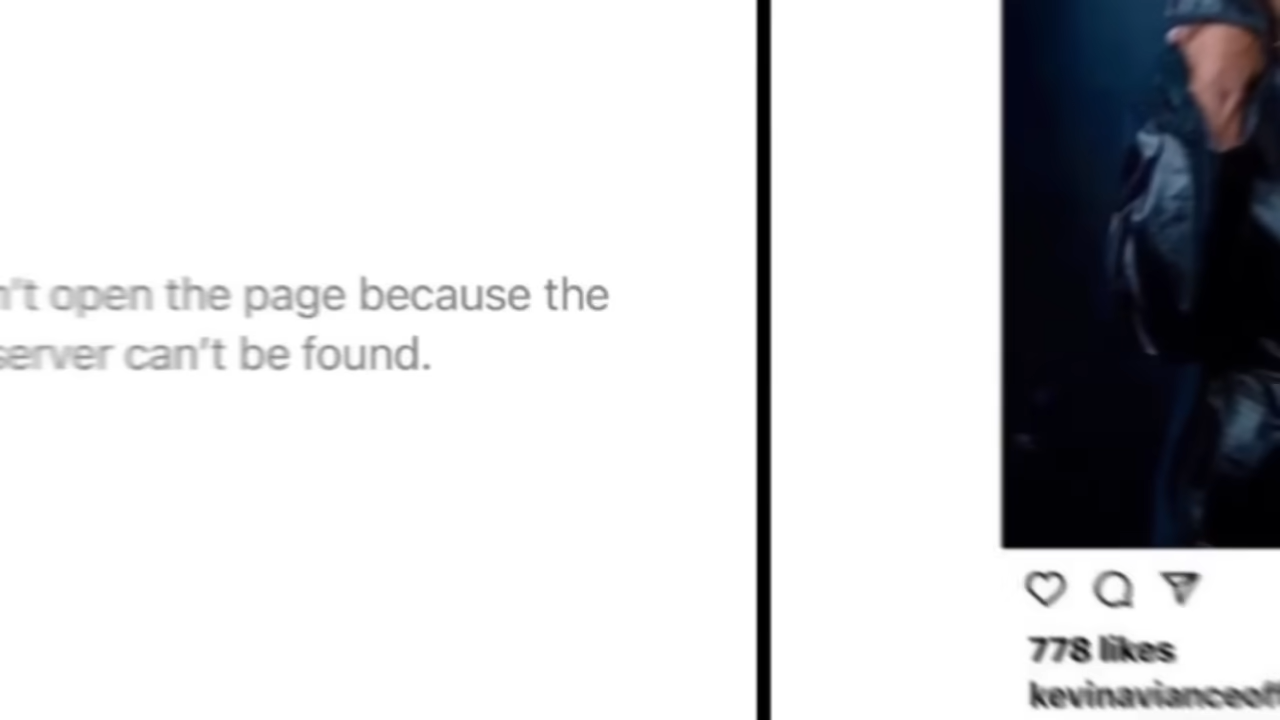 n't open the page because the
server can't be found.
778 likes
kevinavianceoff